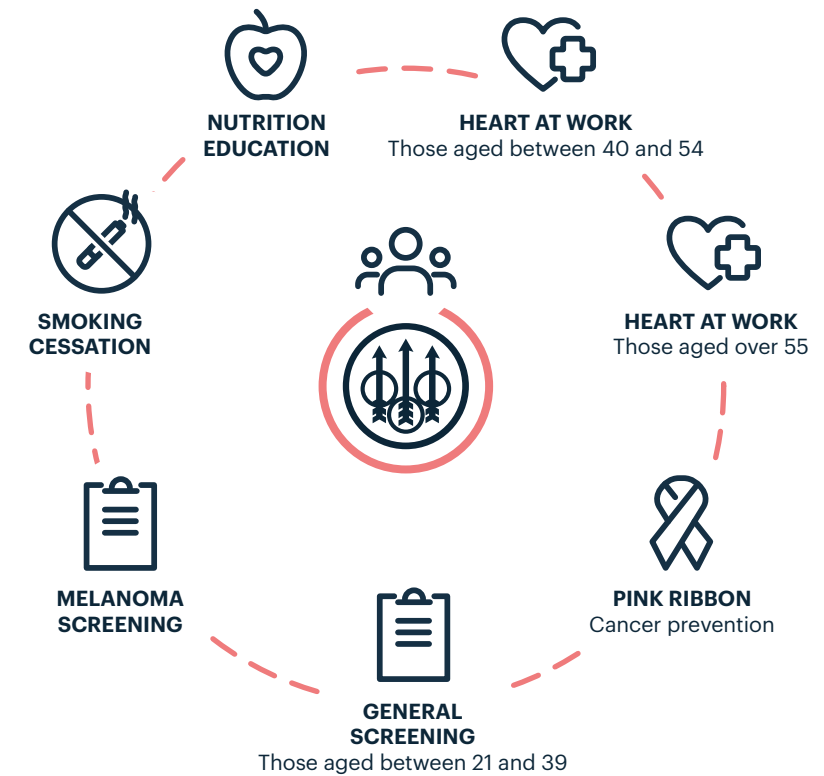 NUTRITION
EDUCATION
HEART AT WORK
Those aged between 40 and 54
SMOKING
CESSATION
HEART AT WORK
Those aged over 55
MELANOMA
SCREENING
PINK RIBBON
Cancer prevention
GENERAL
SCREENING
Those aged between 21 and 39